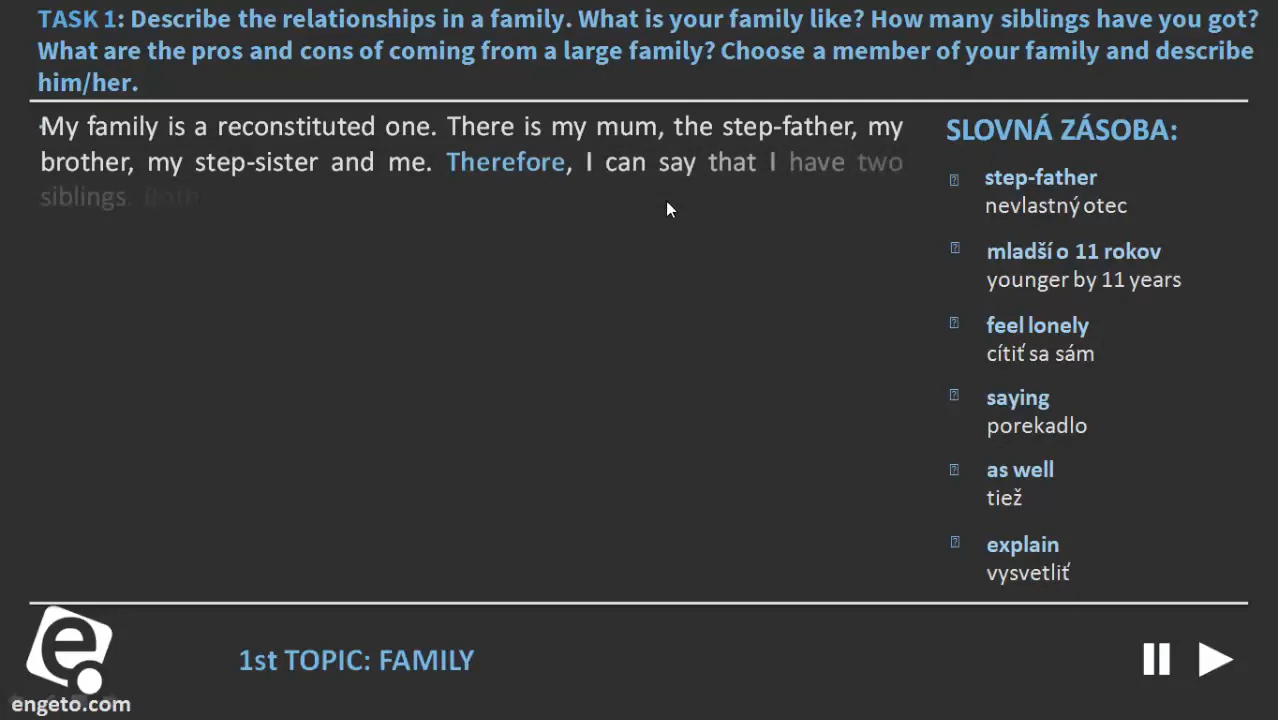 TASK 1: Describe the relationships in a family. What is your family like? How many siblings have you got?
What are the pros and cons of coming from a large family? Choose a member of your family and describe
him/her.
My family is a reconstituted one. There is my mum, the step-father, my
brother, my step-sister and me. Therefore, I can say that I have two
siblings. Both
SLOVNÁ ZÁSOBA:
step-father
nevlastný otec
mladší o 11 rokov
younger by 11 years
feel lonely
cítiť sa sám
saying
porekadlo
as well
tiež
explain
vysvetliť
1st TOPIC: FAMILY
engeto.com